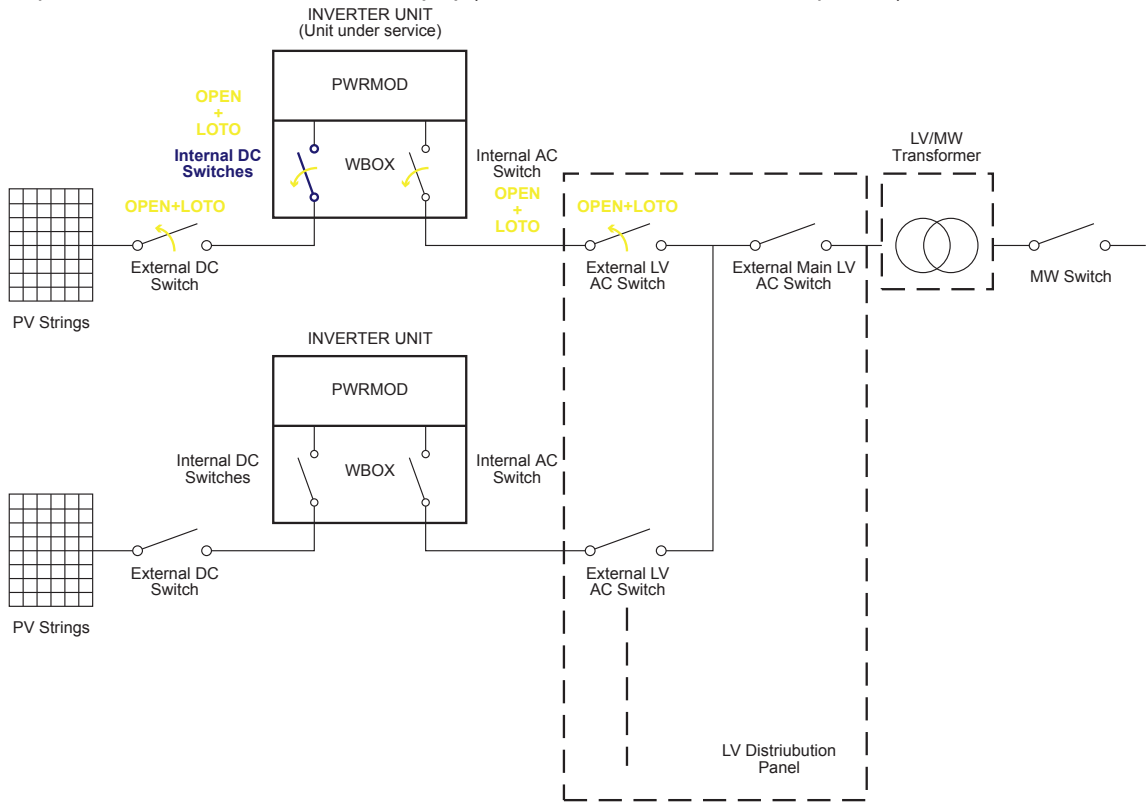 INVERTER UNIT
(Unit under service)
PWRMOD
OPEN
+
LOTO
Internal DC
Switches
WBOX
Internal AC
Switch
OPEN
+
LOTO
LV/MW
Transformer
OPEN+LOTO
External DC
Switch
OPEN+LOTO
External LV
AC Switch
External Main LV
AC Switch
MW Switch
PV Strings
INVERTER UNIT
PWRMOD
Internal DC
Switches
WBOX
Internal AC
Switch
External DC
Switch
External LV
AC Switch
PV Strings
LV Distriubution
Panel